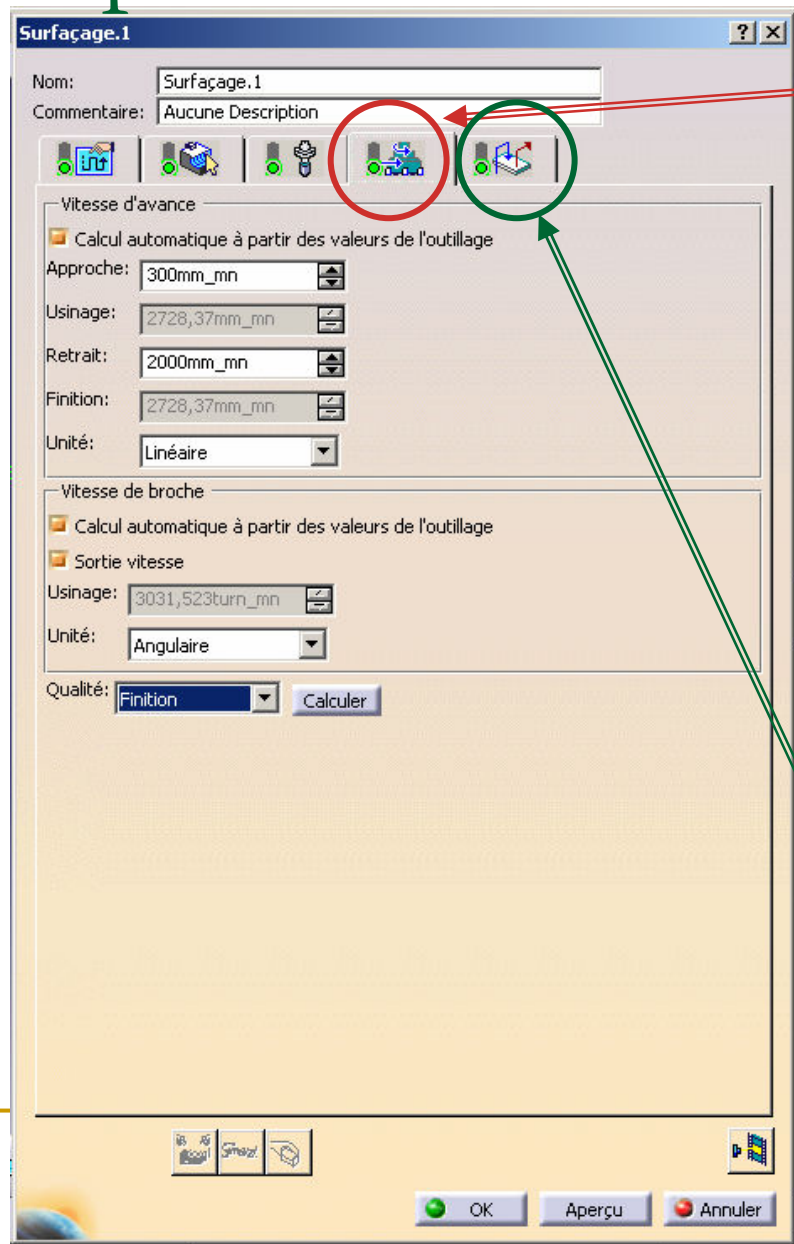 Surfaçage.1
Nom: Surfaçage.1
Commentaire: Aucune Description
Vitesse d'avance
Calcul automatique à partir des valeurs de l'outillage
Approche: 300mm_mn
Usinage: 2728,37mm_mn
Retrait: 2000mm_mn
Finition: 2728,37mm_mn
Unité: Linéaire
Vitesse de broche
Calcul automatique à partir des valeurs de l'outillage
Sortie vitesse
Usinage: 3031,523turn_mn
Unité: Angulaire
Qualité: Finition Calculer
OK Aperçu Annuler